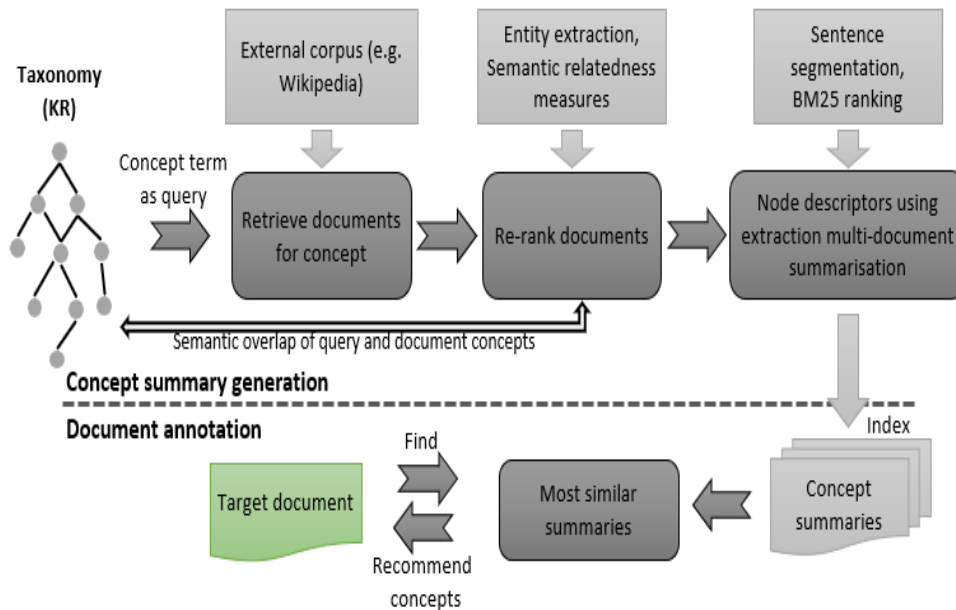 Taxonomy
(KR)
External corpus (e.g.
Wikipedia)
Entity extraction,
Semantic relatedness
measures
Sentence
segmentation,
BM25 ranking
Concept term
as query
Retrieve documents
for concept
Re-rank documents
Node descriptors using
extraction multi-document
summarisation
Semantic overlap of query and document concepts
Concept summary generation
Document annotation
Index
Find
Target document
Most similar
summaries
Concept
summaries
Recommend
concepts